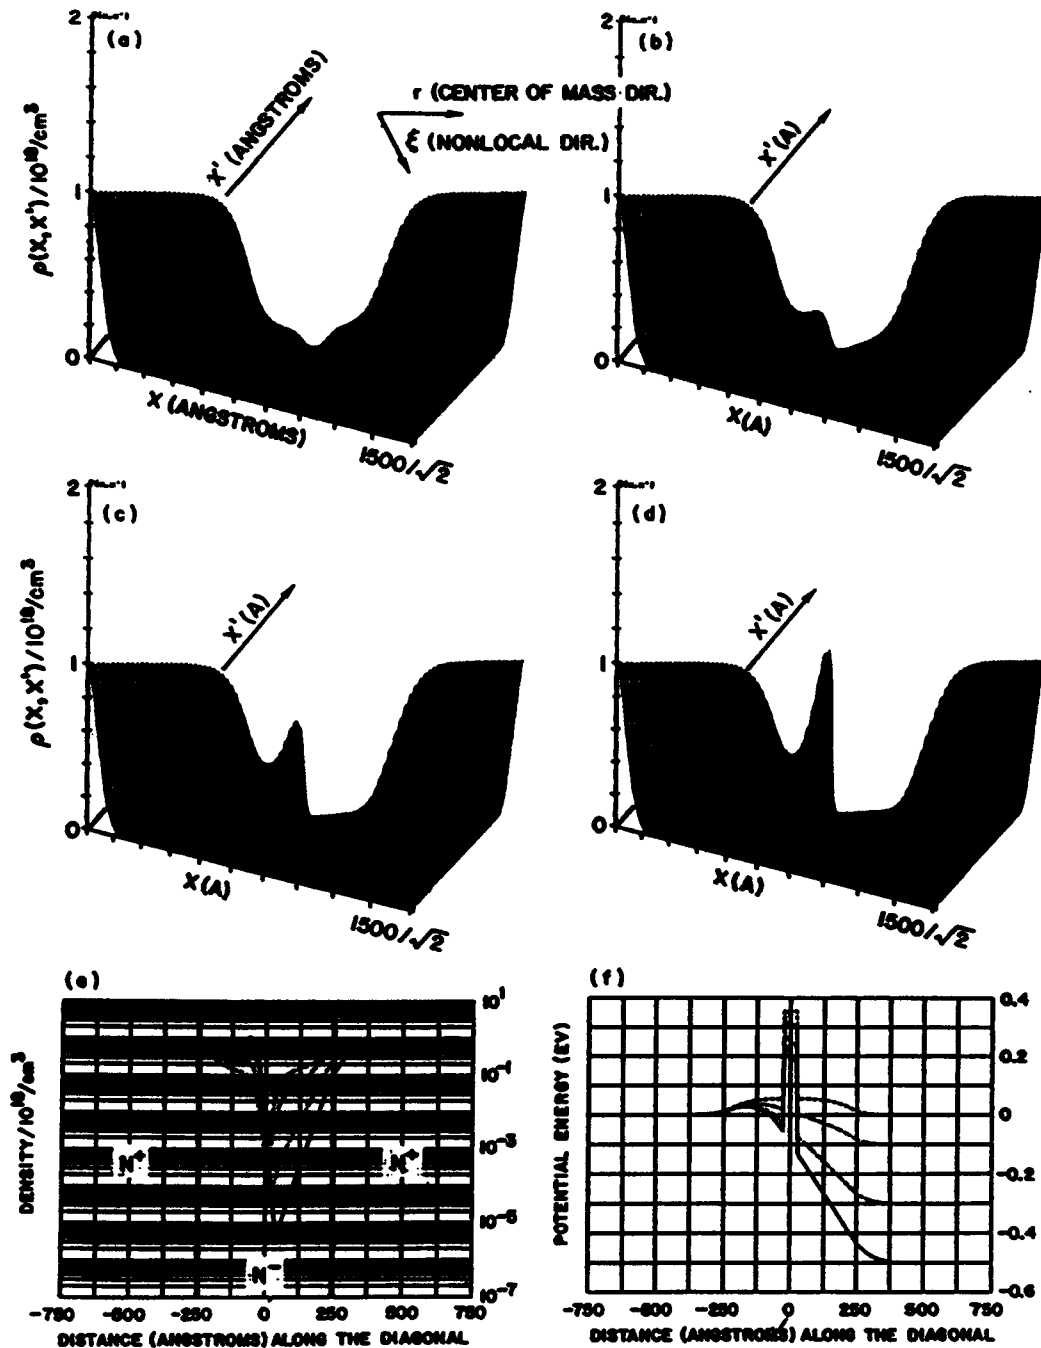 (a)
2
1
0
ρ(X,X')/10¹⁸/cm³
X' (ANGSTROMS)
r (CENTER OF MASS DIR.)
ξ (NONLOCAL DIR.)
X (ANGSTROMS)
1500/√2
(b)
2
1
0
X'(A)
X(A)
1500/√2
(c)
2
1
0
ρ(X,X')/10¹⁸/cm³
X'(A)
X(A)
1500/√2
(d)
2
1
0
X'(A)
X(A)
1500/√2
(e)
DENSITY/10¹⁸/cm³
10¹
10⁻¹
10⁻³
10⁻⁵
10⁻⁷
N⁺
N⁺
N⁻
-750 -500 -250 0 250 500 750
DISTANCE (ANGSTROMS) ALONG THE DIAGONAL
(f)
POTENTIAL ENERGY (EV)
0.4
0.2
0
-0.2
-0.4
-0.6
-750 -500 -250 0 250 500 750
DISTANCE (ANGSTROMS) ALONG THE DIAGONAL